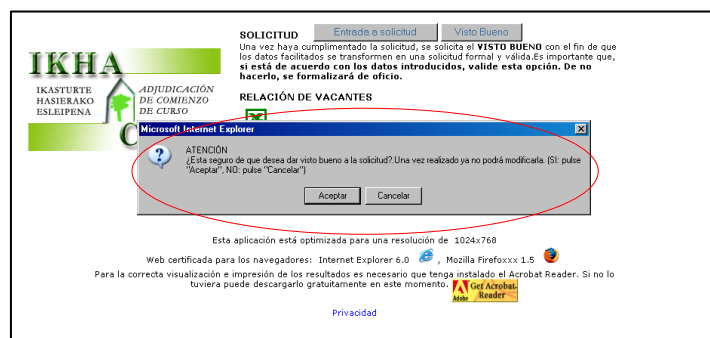 SOLICITUD Entrada a solicitud Visto Bueno
Una vez haya cumplimentado la solicitud, se solicita el VISTO BUENO con el fin de que
los datos facilitados se transformen en una solicitud formal y válida.Es importante que,
si está de acuerdo con los datos introducidos, valide esta opción. De no
hacerlo, se formalizará de oficio.
IKHA
IKASTURTE
HASIERAKO
ESLEIPENA
ADJUDICACIÓN
DE COMIENZO
DE CURSO
C
RELACIÓN DE VACANTES
Microsoft Internet Explorer
ATENCIÓN
¿Esta seguro de que desea dar visto bueno a la solicitud?.Una vez realizado ya no podrá modificarla. (SI: pulse
"Aceptar", NO: pulse "Cancelar")
Aceptar Cancelar
Esta aplicación está optimizada para una resolución de 1024x768
Web certificada para los navegadores: Internet Explorer 6.0 , Mozilla Firefoxxx 1.5
Para la correcta visualización e impresión de los resultados es necesario que tenga instalado el Acrobat Reader. Si no lo
tuviera puede descargarlo gratuitamente en este momento.
Get Acrobat
Reader
Adobe
Privacidad